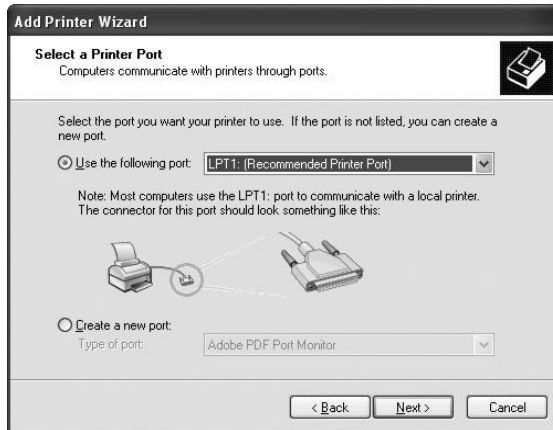 Add Printer Wizard
Select a Printer Port
Computers communicate with printers through ports.
Select the port you want your printer to use. If the port is not listed, you can create a
new port.
Use the following port: LPT1: (Recommended Printer Port)
Note: Most computers use the LPT1: port to communicate with a local printer.
The connector for this port should look something like this:
Create a new port:
Type of port: Adobe PDF Port Monitor
< Back Next > Cancel